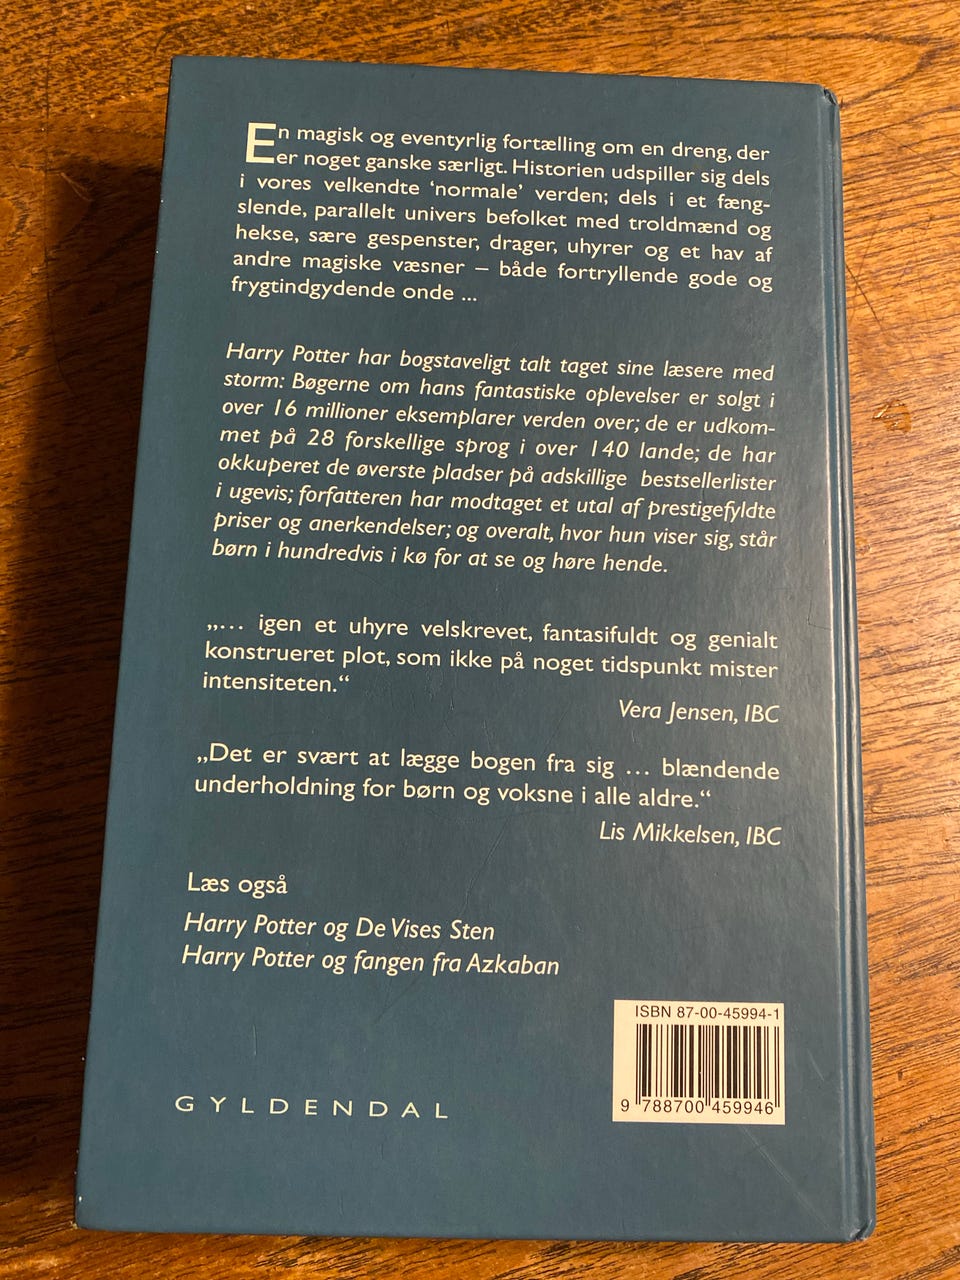 En magisk og eventyrlig fortælling om en dreng, der
er noget ganske særligt. Historien udspiller sig dels
i vores velkendte ‘normale’ verden; dels i et fæng-
slende, parallelt univers befolket med troldmænd og
hekse, sære gespenster, drager, uhyrer og et hav af
andre magiske væsner – både fortryllende gode og
frygtindgydende onde ...
Harry Potter har bogstaveligt talt taget sine læsere med
storm: Bøgerne om hans fantastiske oplevelser er solgt i
over 16 millioner eksemplarer verden over; de er udkom-
met på 28 forskellige sprog i over 140 lande; de har
okkuperet de øverste pladser på adskillige bestsellerlister
i ugevis; forfatteren har modtaget et utal af prestigefyldte
priser og anerkendelser; og overalt, hvor hun viser sig, står
børn i hundredvis i kø for at se og høre hende.
„... igen et uhyre velskrevet, fantasifuldt og genialt
konstrueret plot, som ikke på noget tidspunkt mister
intensiteten.“
Vera Jensen, IBC
„Det er svært at lægge bogen fra sig ... blændende
underholdning for børn og voksne i alle aldre.“
Lis Mikkelsen, IBC
Læs også
Harry Potter og De Vises Sten
Harry Potter og fangen fra Azkaban
ISBN 87-00-45994-1
9 788700 459946
GYLDENDAL